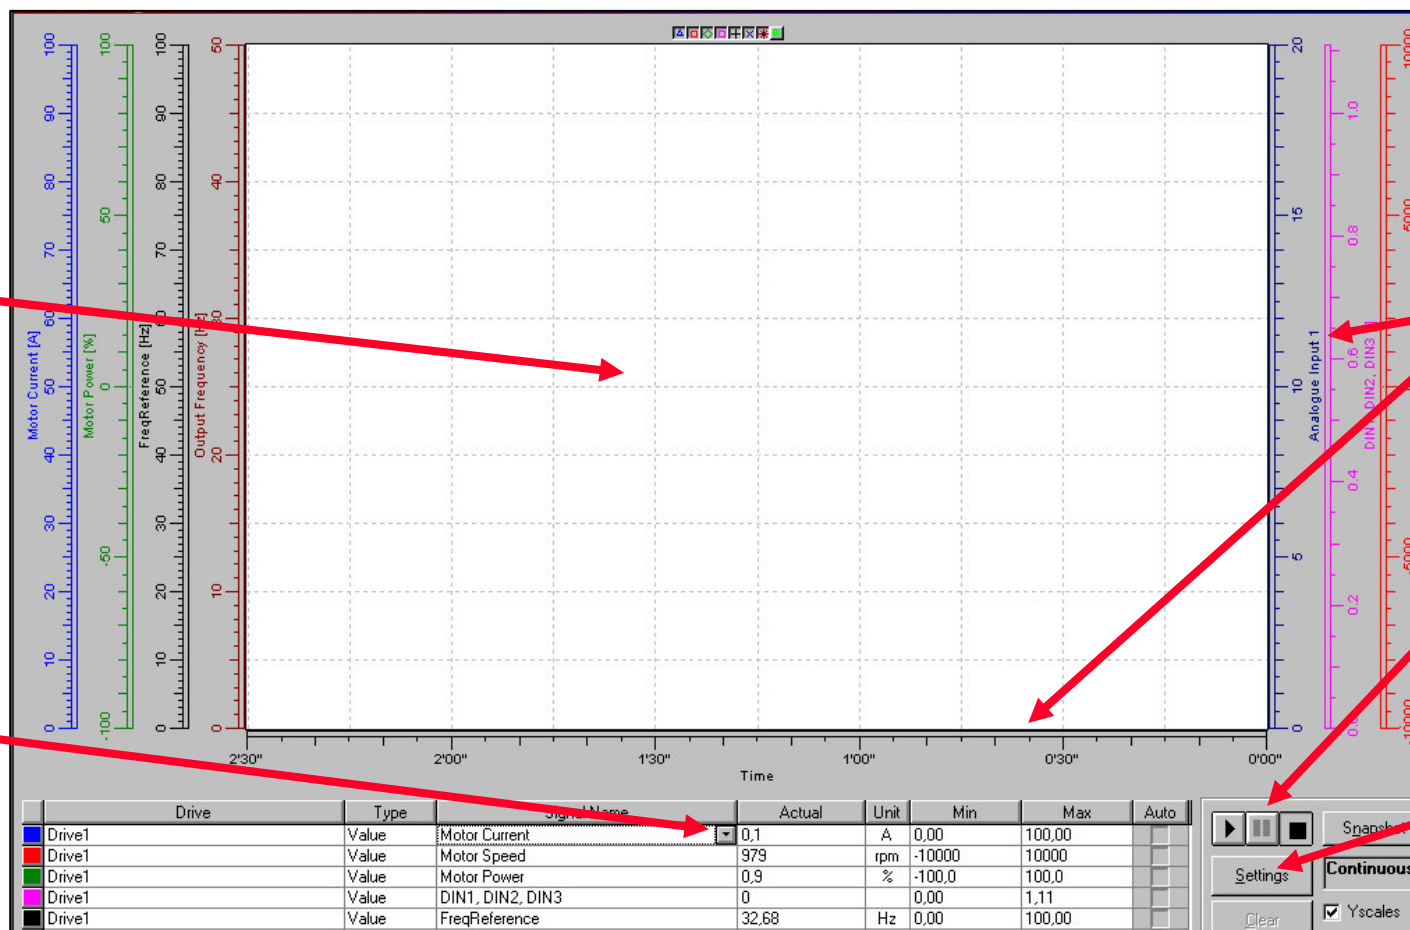 100
90
80
70
60
50
40
30
20
10
0
Motor Current [A]
100
50
0
-50
-100
Motor Power [%]
100
90
80
70
60
50
40
30
20
10
0
FreqReference [Hz]
50
40
30
20
10
0
Output Frequency [Hz]
20
15
10
5
0
Analogue Input 1
1.0
0.8
0.6
0.4
0.2
DIN1, DIN2, DIN3
10000
5000
-5000
-10000
2'30" 2'00" 1'30" 1'00" 0'30" 0'00"
Time
Drive Type Signal Name Actual Unit Min Max Auto
Drive1 Value Motor Current 0,1 A 0,00 100,00
Drive1 Value Motor Speed 979 rpm -10000 10000
Drive1 Value Motor Power 0,9 % -100,0 100,0
Drive1 Value DIN1, DIN2, DIN3 0 0,00 1,11
Drive1 Value FreqReference 32,68 Hz 0,00 100,00
Snapshot
Settings Continuous
Clear Yscales